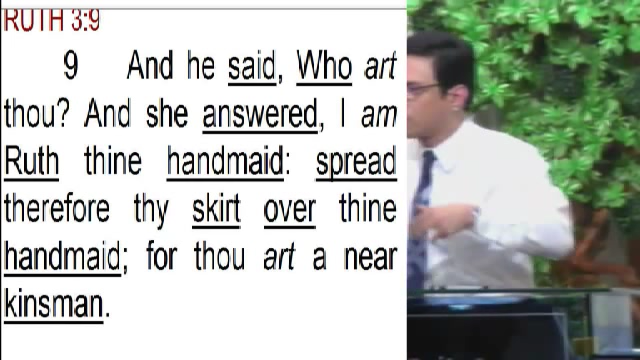 RUTH 3:9
9 And he said, Who art
thou? And she answered, I am
Ruth thine handmaid: spread
therefore thy skirt over thine
handmaid; for thou art a near
kinsman.